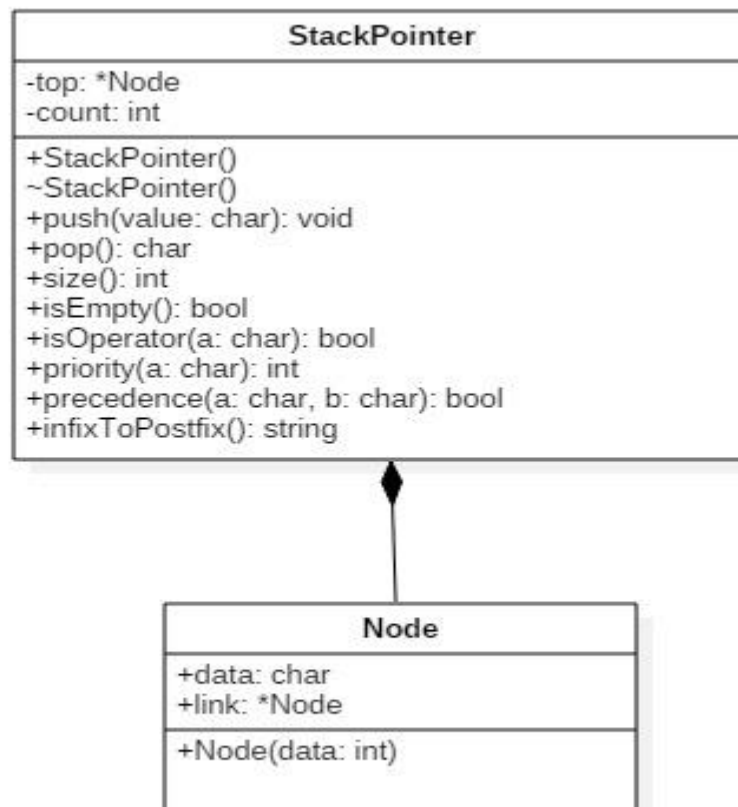 StackPointer
-top: *Node
-count: int
+StackPointer()
~StackPointer()
+push(value: char): void
+pop(): char
+size(): int
+isEmpty(): bool
+isOperator(a: char): bool
+priority(a: char): int
+precedence(a: char, b: char): bool
+infixToPostfix(): string
Node
+data: char
+link: *Node
+Node(data: int)